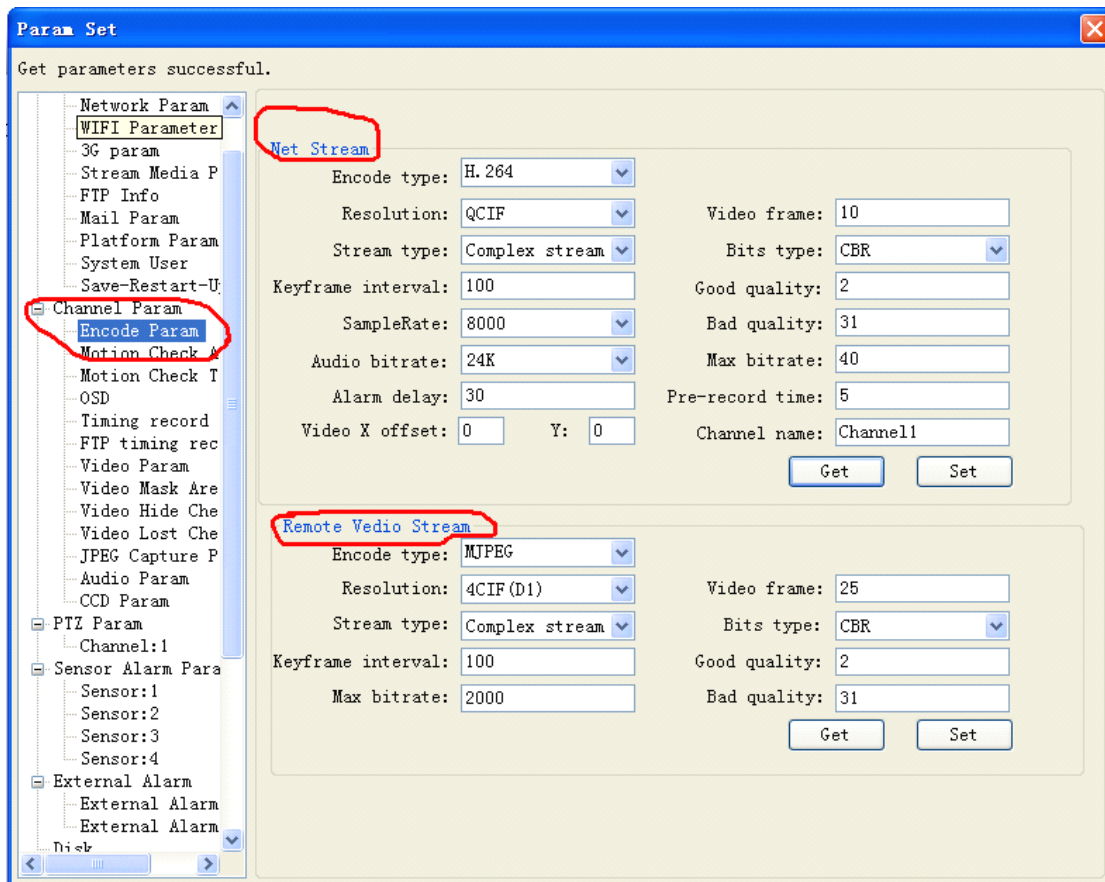 Param Set
Get parameters successful.
Network Param
WIFI Parameter
3G param
Stream Media P
FTP Info
Mail Param
Platform Param
System User
Save-Restart-U
Channel Param
Encode Param
Motion Check A
Motion Check T
OSD
Timing record
FTP timing rec
Video Param
Video Mask Are
Video Hide Che
Video Lost Che
JPEG Capture P
Audio Param
CCD Param
PTZ Param
Channel:1
Sensor Alarm Para
Sensor:1
Sensor:2
Sensor:3
Sensor:4
External Alarm
External Alarm
External Alarm
Disk
Net Stream
Encode type: H.264
Resolution: QCIF Video frame: 10
Stream type: Complex stream Bits type: CBR
Keyframe interval: 100 Good quality: 2
SampleRate: 8000 Bad quality: 31
Audio bitrate: 24K Max bitrate: 40
Alarm delay: 30 Pre-record time: 5
Video X offset: 0 Y: 0 Channel name: Channel1
Get Set
Remote Vedio Stream
Encode type: MJPEG
Resolution: 4CIF(D1) Video frame: 25
Stream type: Complex stream Bits type: CBR
Keyframe interval: 100 Good quality: 2
Max bitrate: 2000 Bad quality: 31
Get Set